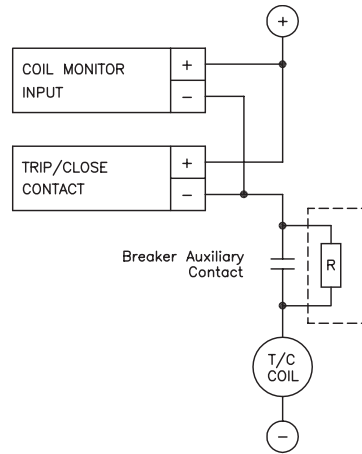 +
COIL MONITOR
INPUT
+
−
TRIP/CLOSE
CONTACT
+
−
Breaker Auxiliary
Contact
R
T/C
COIL
−